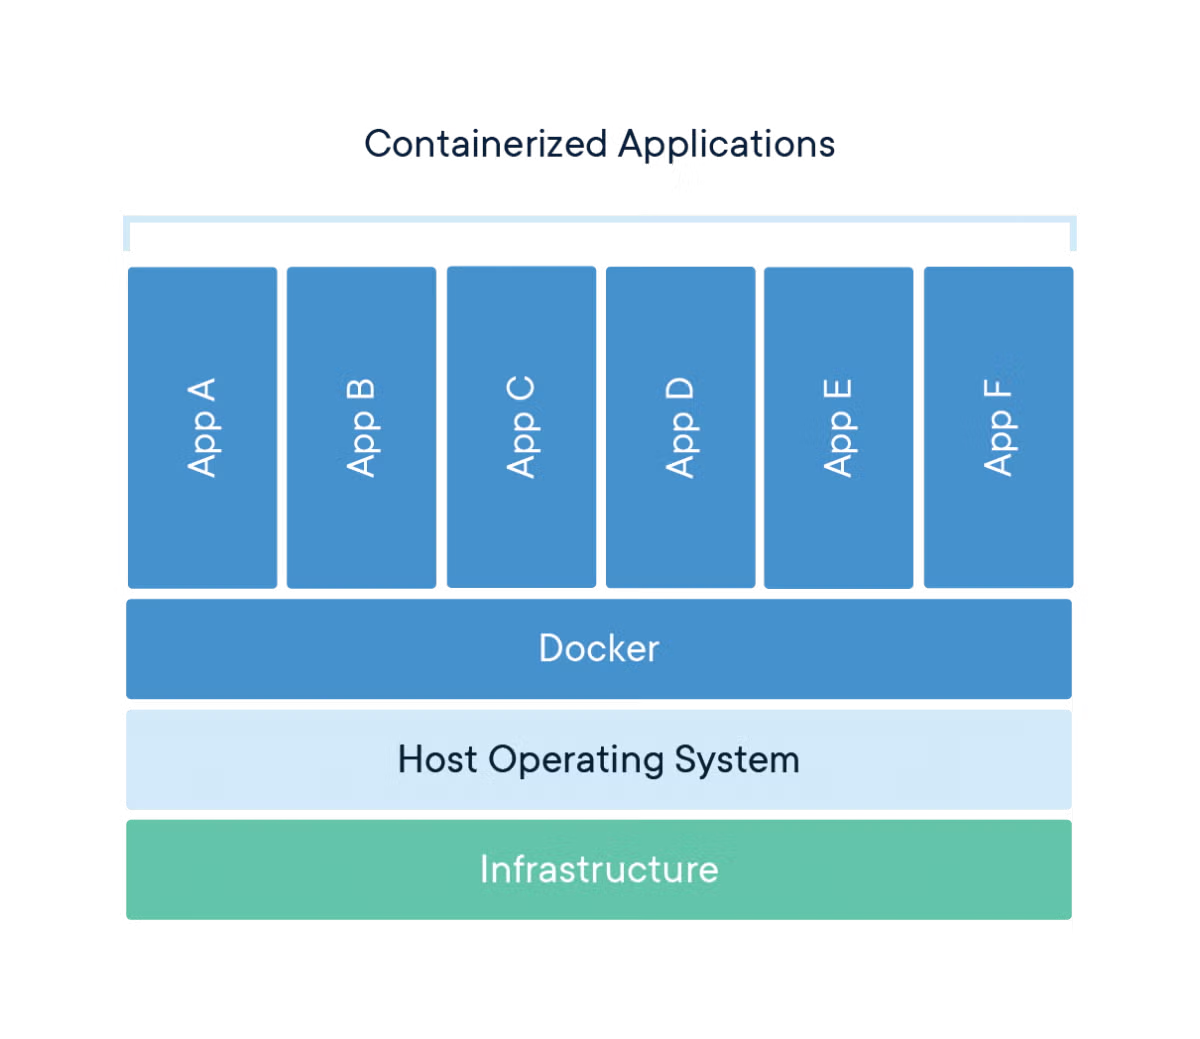 Containerized Applications
App A
App B
App C
App D
App E
App F
Docker
Host Operating System
Infrastructure